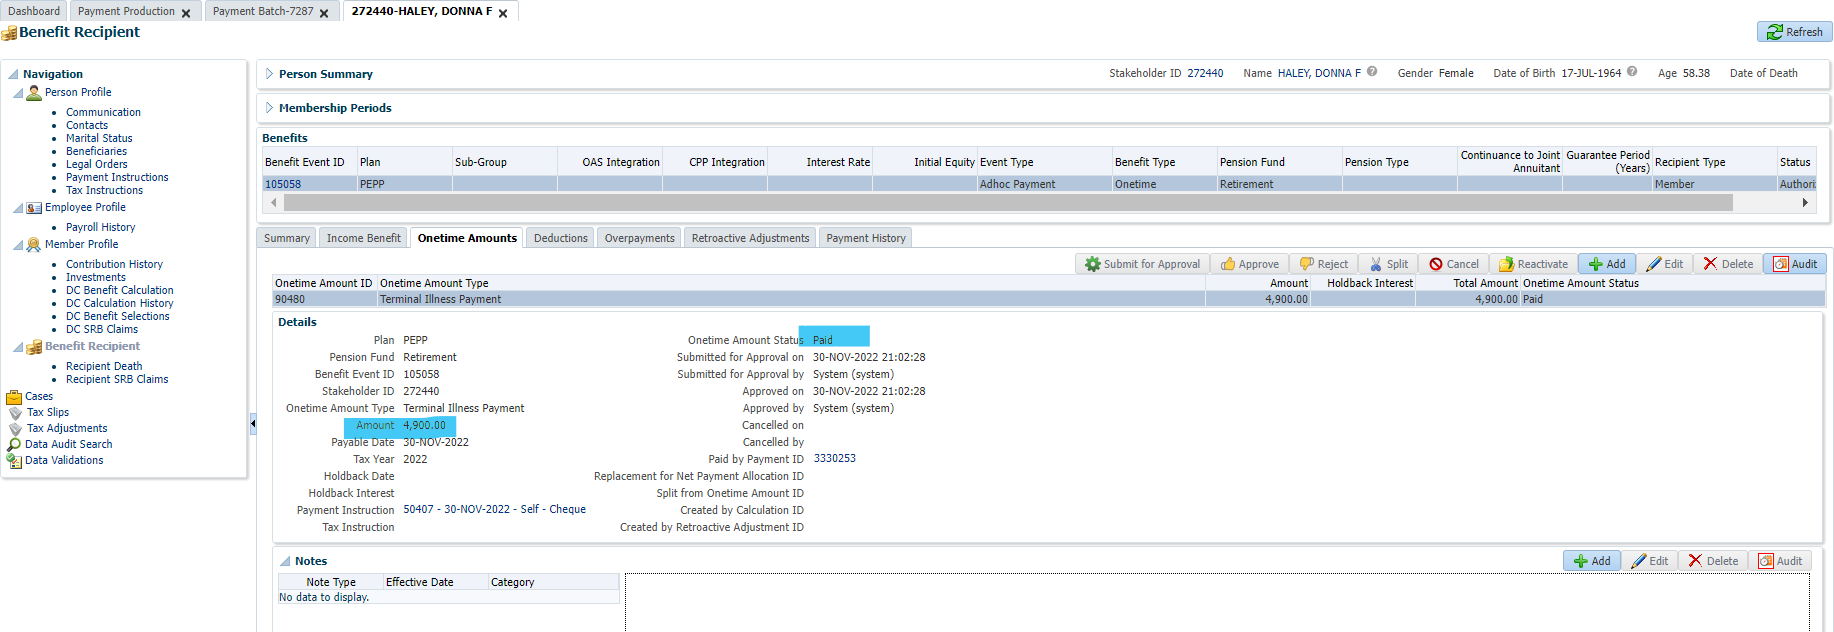 Dashboard Payment Production Payment Batch-7287 272440-HALEY, DONNA F
Benefit Recipient
Refresh
Navigation
Person Profile
Communication
Contacts
Marital Status
Beneficiaries
Legal Orders
Payment Instructions
Tax Instructions
Employee Profile
Payroll History
Member Profile
Contribution History
Investments
DC Benefit Calculation
DC Calculation History
DC Benefit Selections
DC SRB Claims
Benefit Recipient
Recipient Death
Recipient SRB Claims
Cases
Tax Slips
Tax Adjustments
Data Audit Search
Data Validations
Person Summary Stakeholder ID 272440 Name HALEY, DONNA F Gender Female Date of Birth 17-JUL-1964 Age 58.38 Date of Death
Membership Periods
Benefits
Benefit Event ID Plan Sub-Group OAS Integration CPP Integration Interest Rate Initial Equity Event Type Benefit Type Pension Fund Pension Type Continuance to Joint Annuitant Guarantee Period (Years) Recipient Type Status
105058 PEPP Adhoc Payment Onetime Retirement Member Authori
Summary Income Benefit Onetime Amounts Deductions Overpayments Retroactive Adjustments Payment History
Submit for Approval Approve Reject Split Cancel Reactivate Add Edit Delete Audit
Onetime Amount ID Onetime Amount Type Amount Holdback Interest Total Amount Onetime Amount Status
90480 Terminal Illness Payment 4,900.00 4,900.00 Paid
Details
Plan PEPP Onetime Amount Status Paid
Pension Fund Retirement Submitted for Approval on 30-NOV-2022 21:02:28
Benefit Event ID 105058 Submitted for Approval by System (system)
Stakeholder ID 272440 Approved on 30-NOV-2022 21:02:28
Onetime Amount Type Terminal Illness Payment Approved by System (system)
Amount 4,900.00 Cancelled on
Payable Date 30-NOV-2022 Cancelled by
Tax Year 2022 Paid by Payment ID 3330253
Holdback Date Replacement for Net Payment Allocation ID
Holdback Interest Split from Onetime Amount ID
Payment Instruction 50407 - 30-NOV-2022 - Self - Cheque Created by Calculation ID
Tax Instruction Created by Retroactive Adjustment ID
Notes Add Edit Delete Audit
Note Type Effective Date Category
No data to display.